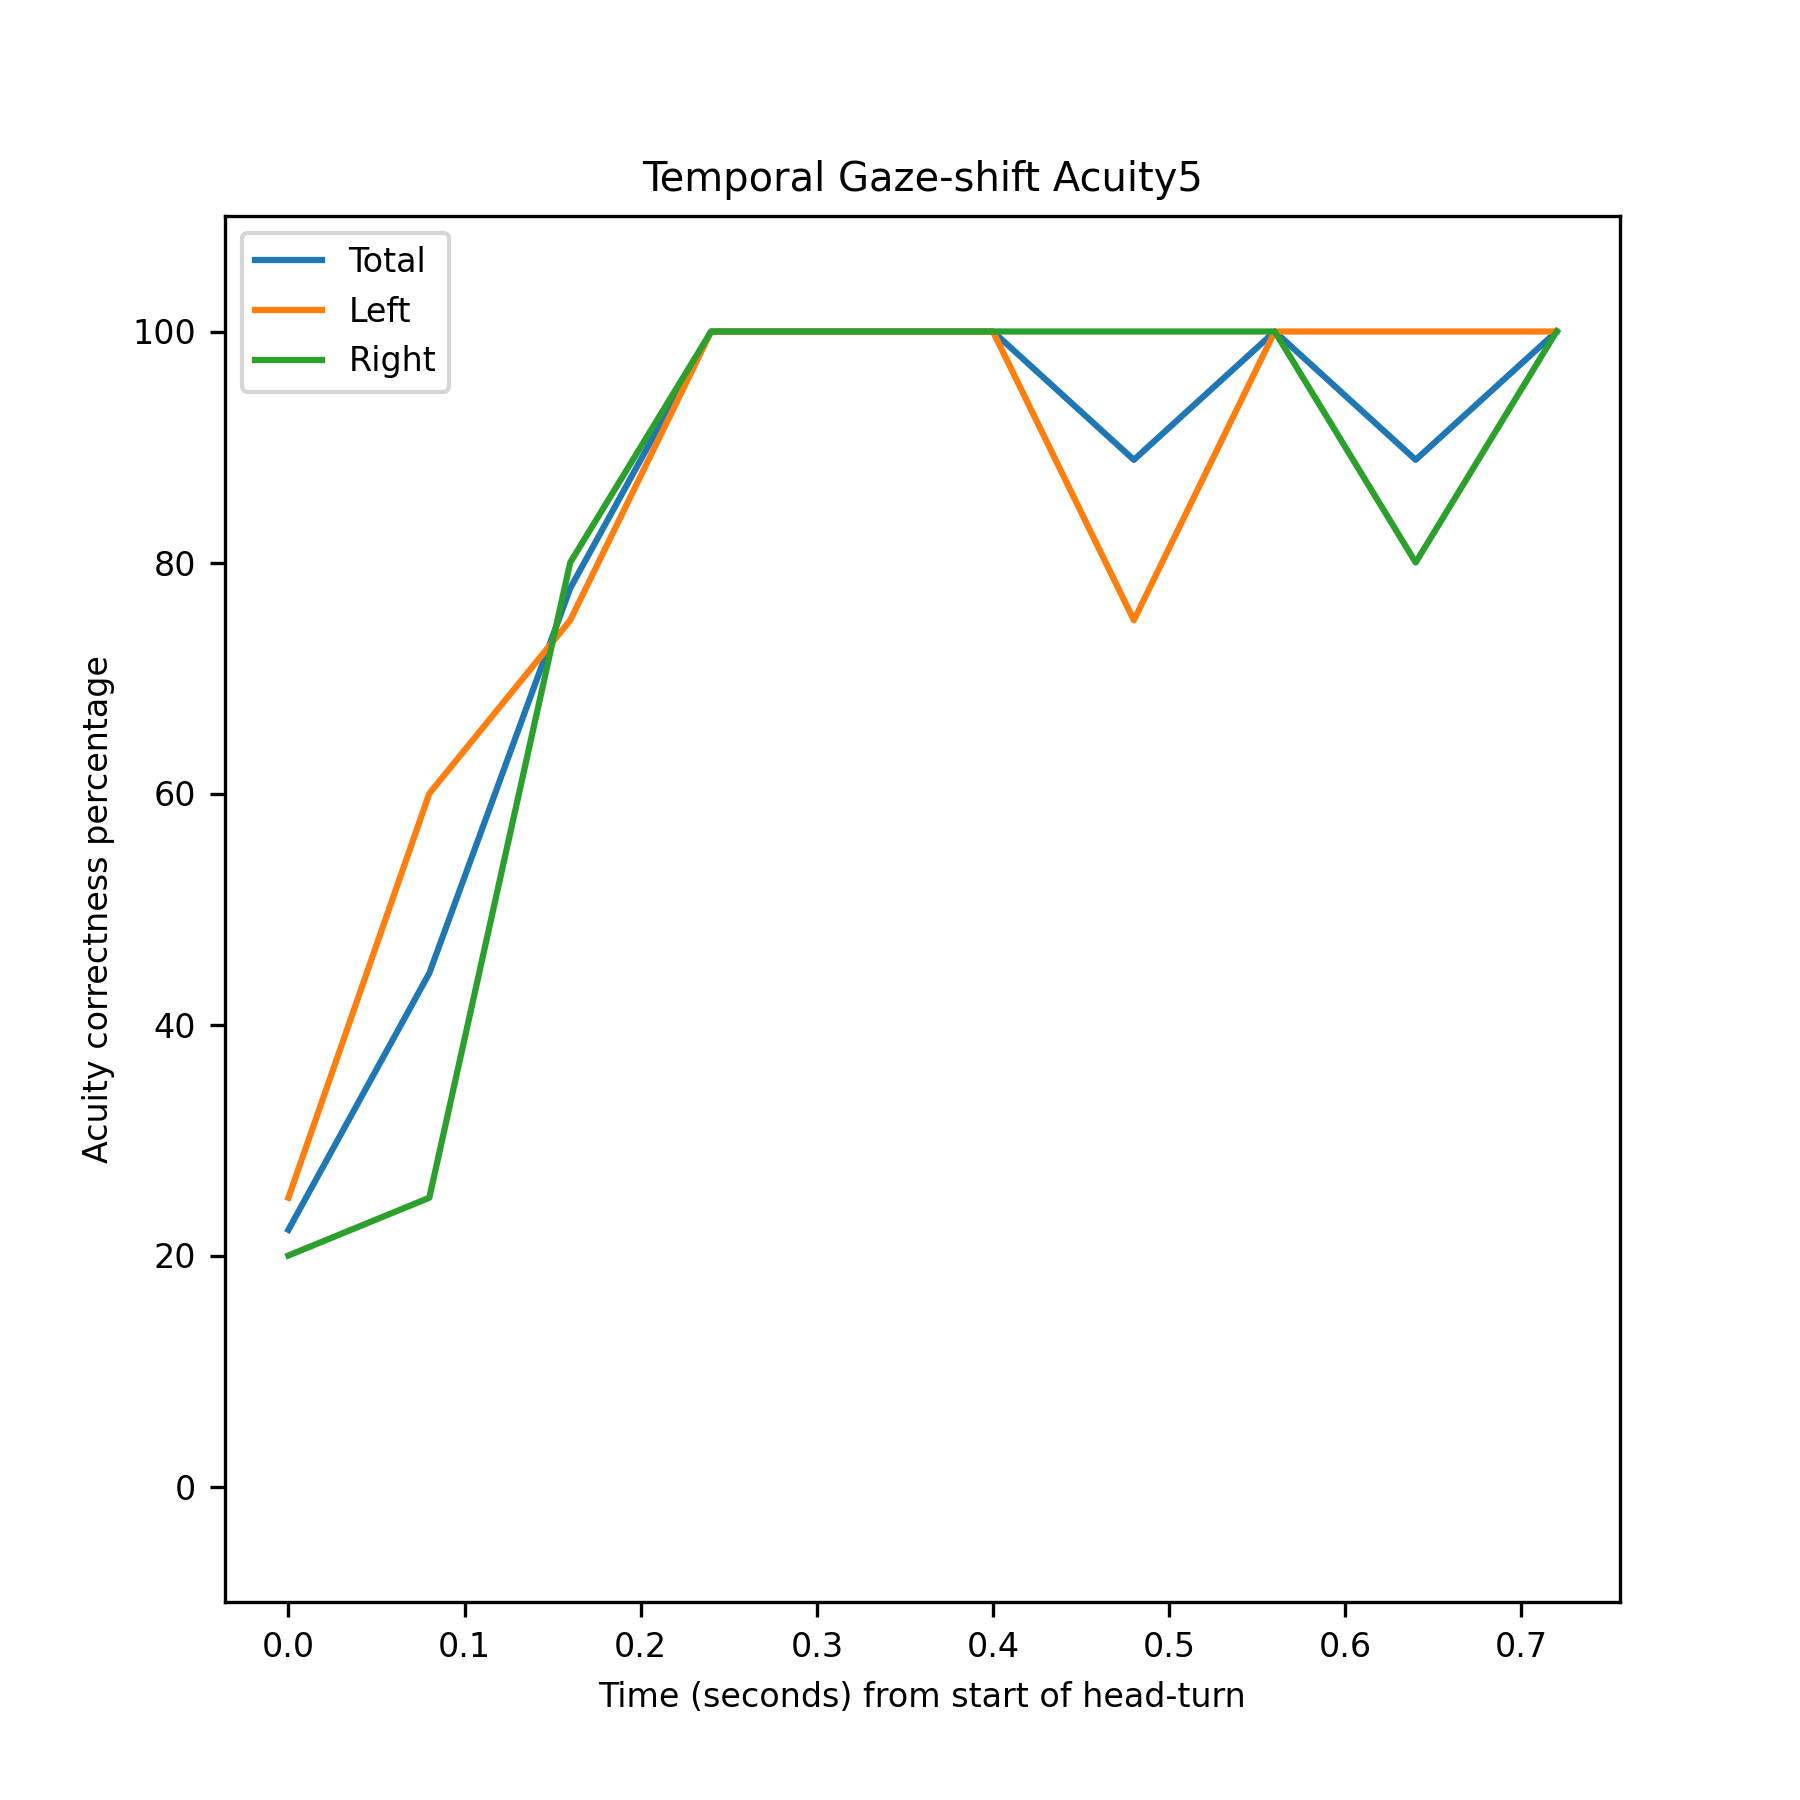 Temporal Gaze-shift Acuity5
Total
Left
Right
100
80
60
40
20
0
Acuity correctness percentage
0.0 0.1 0.2 0.3 0.4 0.5 0.6 0.7
Time (seconds) from start of head-turn